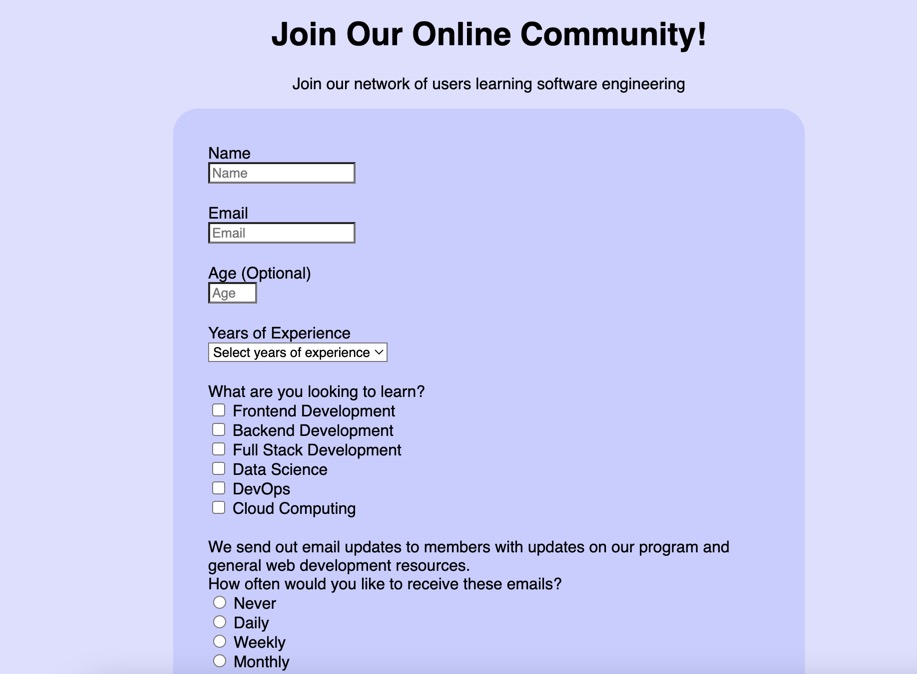 Join Our Online Community!
Join our network of users learning software engineering
Name
Name
Email
Email
Age (Optional)
Age
Years of Experience
Select years of experience
What are you looking to learn?
Frontend Development
Backend Development
Full Stack Development
Data Science
DevOps
Cloud Computing
We send out email updates to members with updates on our program and
general web development resources.
How often would you like to receive these emails?
Never
Daily
Weekly
Monthly